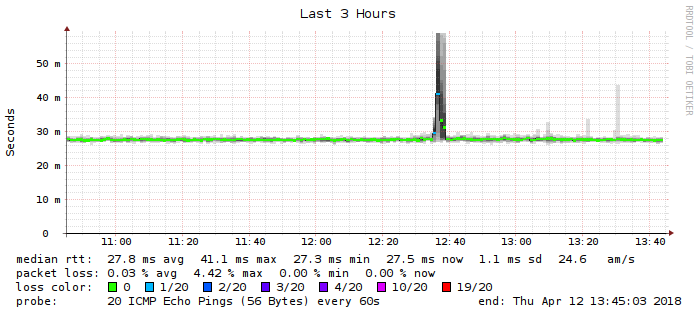 Last 3 Hours
RRDTOOL / TOBI OETIKER
Seconds
50 m
40 m
30 m
20 m
10 m
0
11:00 11:20 11:40 12:00 12:20 12:40 13:00 13:20 13:40
median rtt: 27.8 ms avg 41.1 ms max 27.3 ms min 27.5 ms now 1.1 ms sd 24.6 am/s
packet loss: 0.03 % avg 4.42 % max 0.00 % min 0.00 % now
loss color: 0 1/20 2/20 3/20 4/20 10/20 19/20
probe: 20 ICMP Echo Pings (56 Bytes) every 60s end: Thu Apr 12 13:45:03 2018